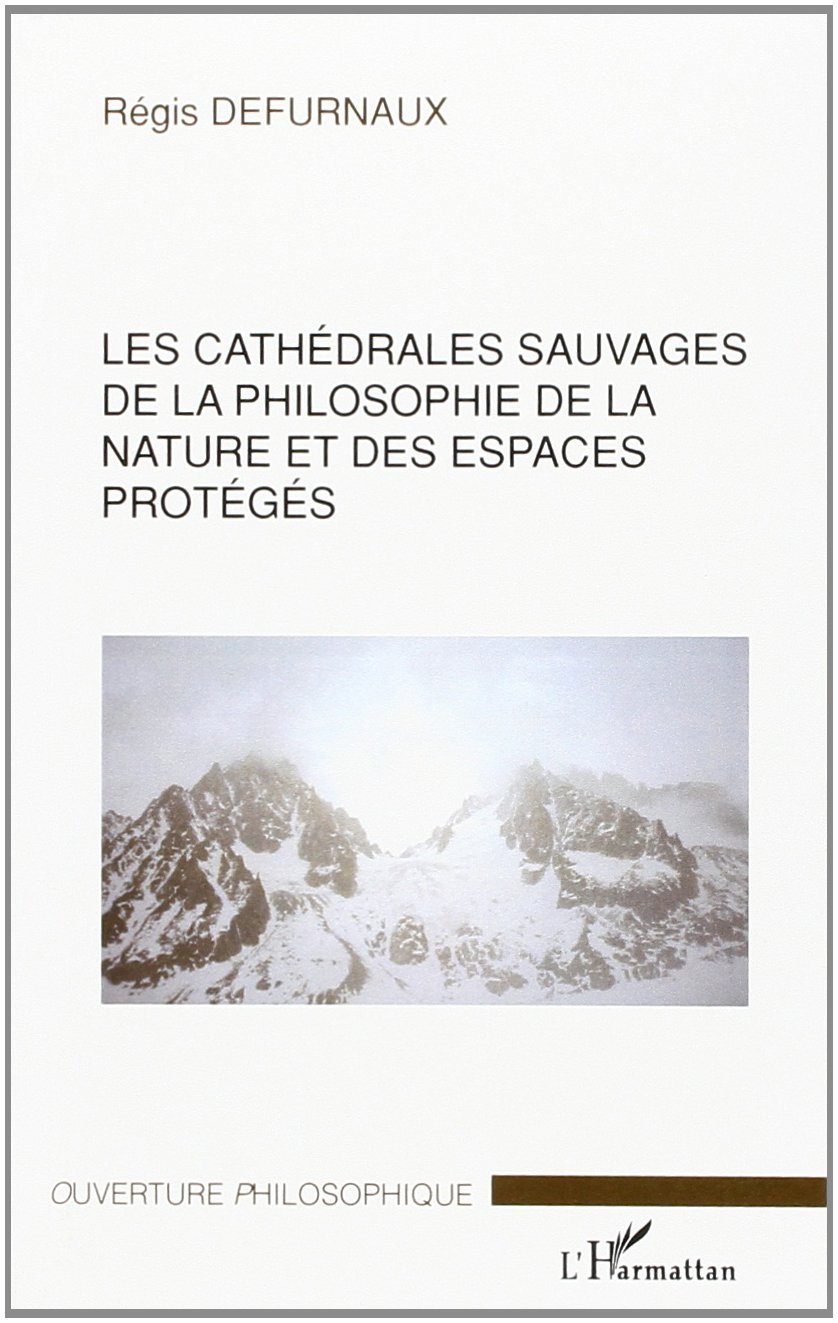 Régis DEFURNAUX
LES CATHÉDRALES SAUVAGES
DE LA PHILOSOPHIE DE LA
NATURE ET DES ESPACES
PROTÉGÉS
OUVERTURE PHILOSOPHIQUE
L'Harmattan